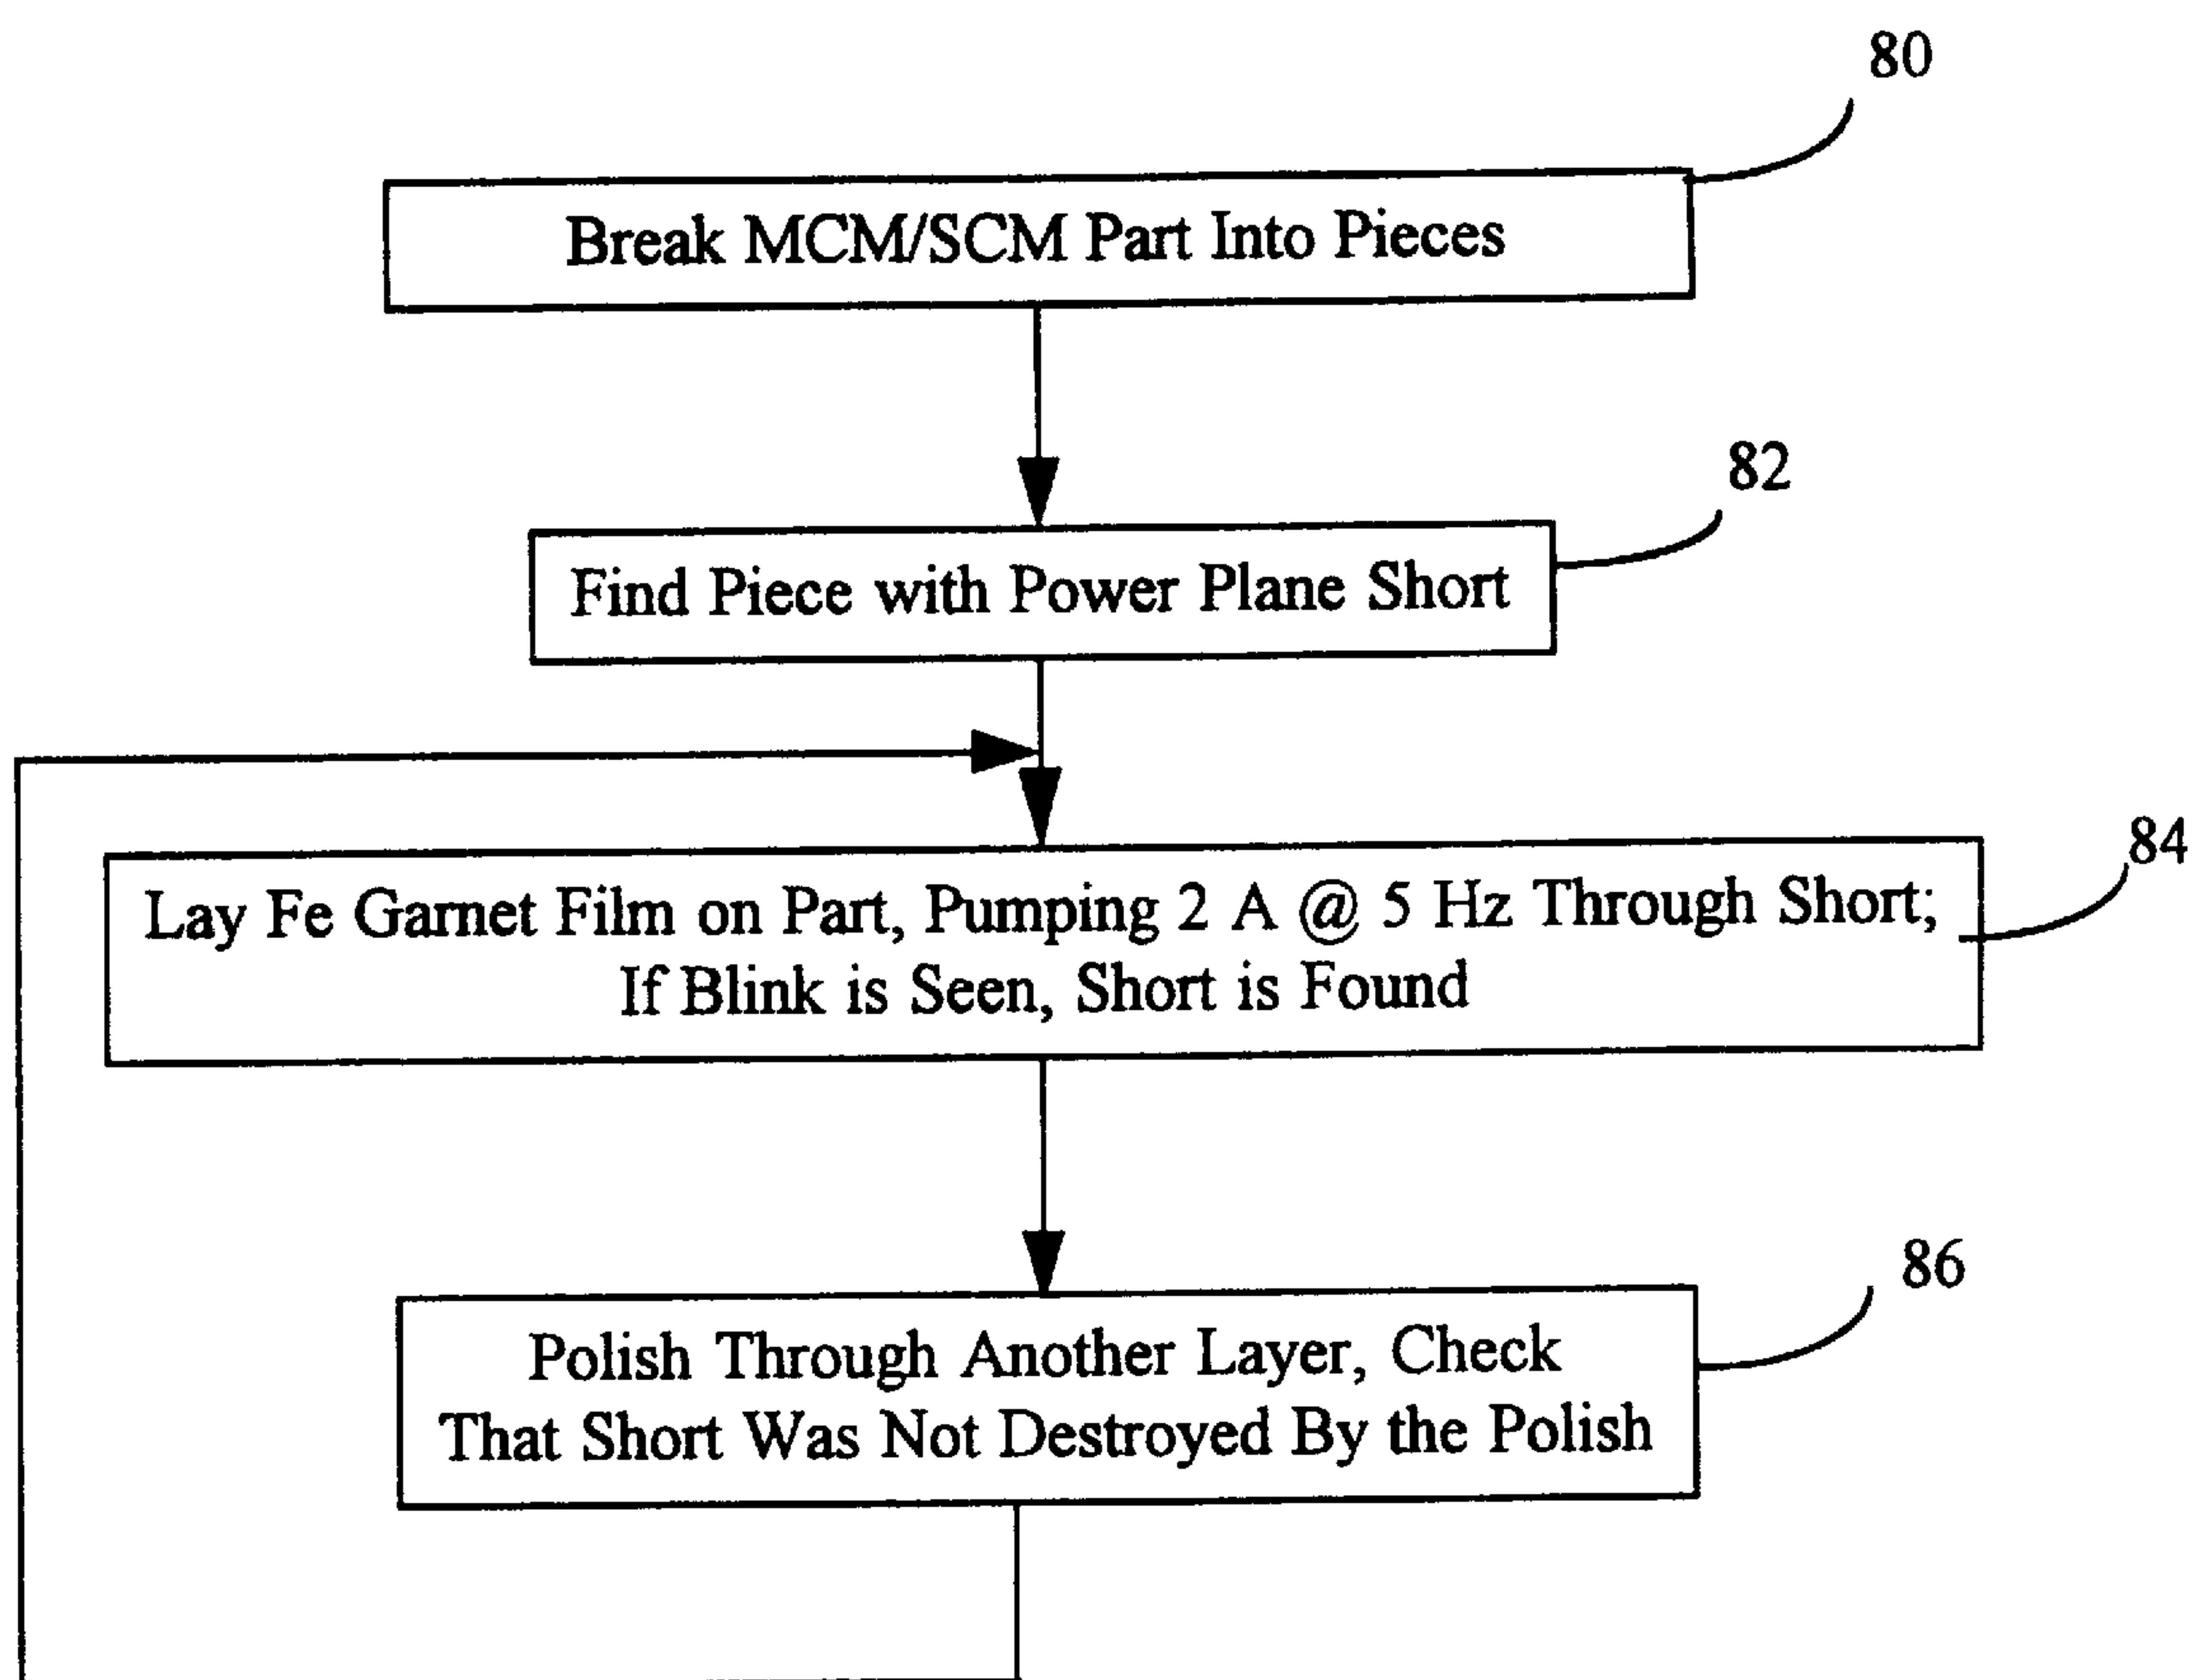 80
Break MCM/SCM Part Into Pieces
82
Find Piece with Power Plane Short
84
Lay Fe Garnet Film on Part, Pumping 2 A @ 5 Hz Through Short;
If Blink is Seen, Short is Found
86
Polish Through Another Layer, Check
That Short Was Not Destroyed By the Polish